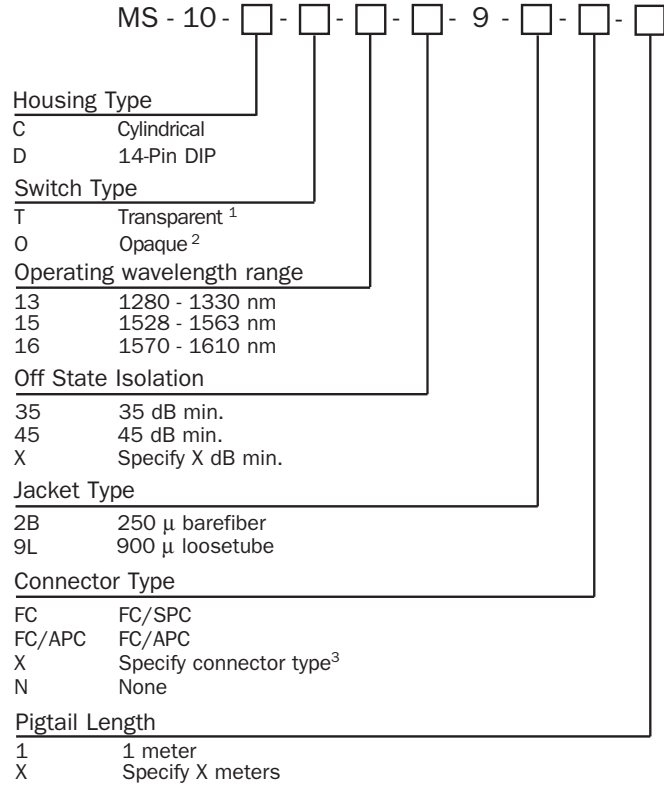 MS - 10 - - - - - 9 - - -
Housing Type
C Cylindrical
D 14-Pin DIP
Switch Type
T Transparent 1
O Opaque 2
Operating wavelength range
13 1280 - 1330 nm
15 1528 - 1563 nm
16 1570 - 1610 nm
Off State Isolation
35 35 dB min.
45 45 dB min.
X Specify X dB min.
Jacket Type
2B 250 µ barefiber
9L 900 µ loosetube
Connector Type
FC FC/SPC
FC/APC FC/APC
X Specify connector type3
N None
Pigtail Length
1 1 meter
X Specify X meters